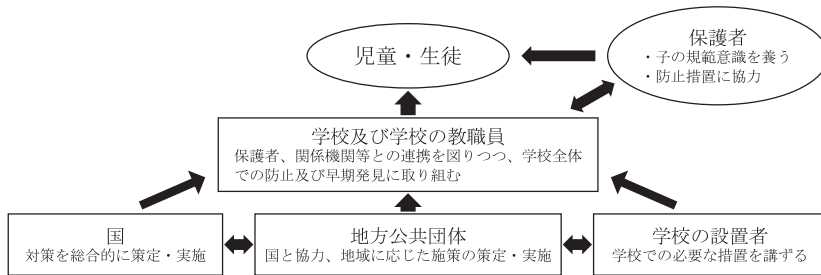 児童・生徒
保護者
・子の規範意識を養う
・防止措置に協力
学校及び学校の教職員
保護者、関係機関等との連携を図りつつ、学校全体
での防止及び早期発見に取り組む
国
対策を総合的に策定・実施
地方公共団体
国と協力、地域に応じた施策の策定・実施
学校の設置者
学校での必要な措置を講ずる